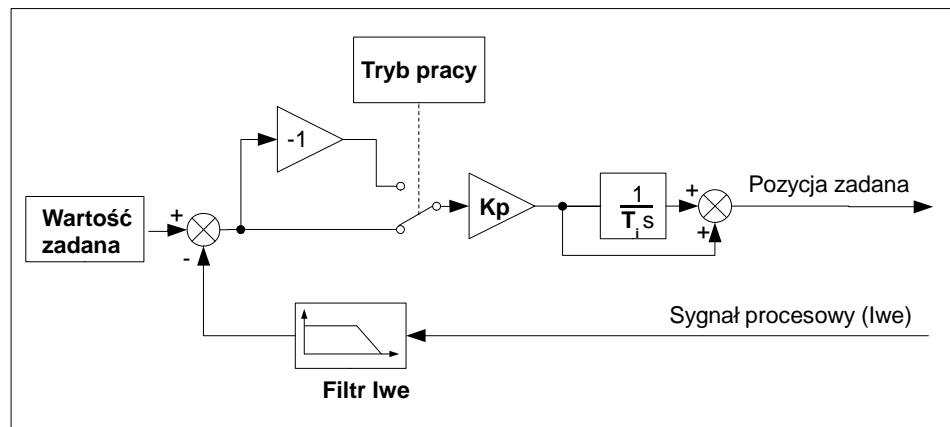 Tryb pracy
-1
Wartość
zadana
+
-
Kp
1
T i s
+
+
Pozycja zadana
Sygnał procesowy (Iwe)
Filtr Iwe